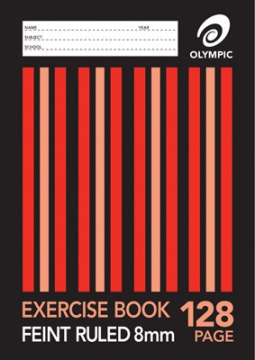 NAME YEAR
SUBJECT
SCHOOL
OLYMPIC
EXERCISE BOOK 128
FEINT RULED 8mm PAGE